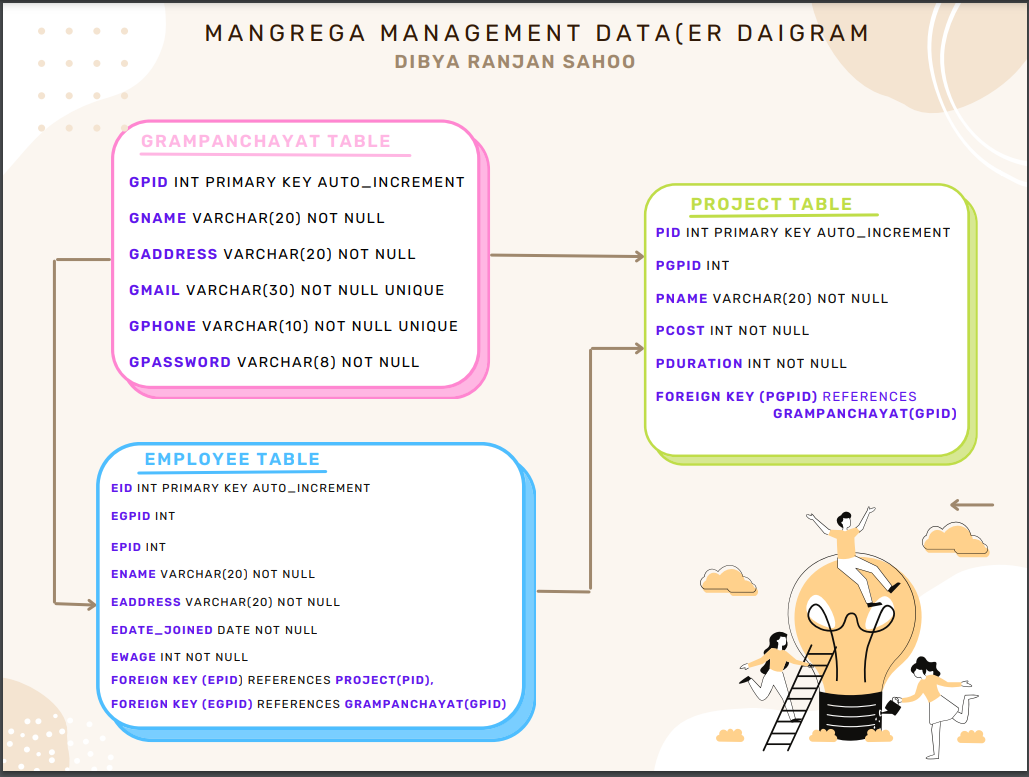 MANGREGA MANAGEMENT DATA(ER DAIGRAM
DIBYA RANJAN SAHOO
GRAMPANCHAYAT TABLE
GPID INT PRIMARY KEY AUTO_INCREMENT
GNAME VARCHAR(20) NOT NULL
GADDRESS VARCHAR(20) NOT NULL
GMAIL VARCHAR(30) NOT NULL UNIQUE
GPHONE VARCHAR(10) NOT NULL UNIQUE
GPASSWORD VARCHAR(8) NOT NULL
PROJECT TABLE
PID INT PRIMARY KEY AUTO_INCREMENT
PGPID INT
PNAME VARCHAR(20) NOT NULL
PCOST INT NOT NULL
PDURATION INT NOT NULL
FOREIGN KEY (PGPID) REFERENCES
GRAMPANCHAYAT(GPID)
EMPLOYEE TABLE
EID INT PRIMARY KEY AUTO_INCREMENT
EGPID INT
EPID INT
ENAME VARCHAR(20) NOT NULL
EADDRESS VARCHAR(20) NOT NULL
EDATE_JOINED DATE NOT NULL
EWAGE INT NOT NULL
FOREIGN KEY (EPID) REFERENCES PROJECT(PID),
FOREIGN KEY (EGPID) REFERENCES GRAMPANCHAYAT(GPID)